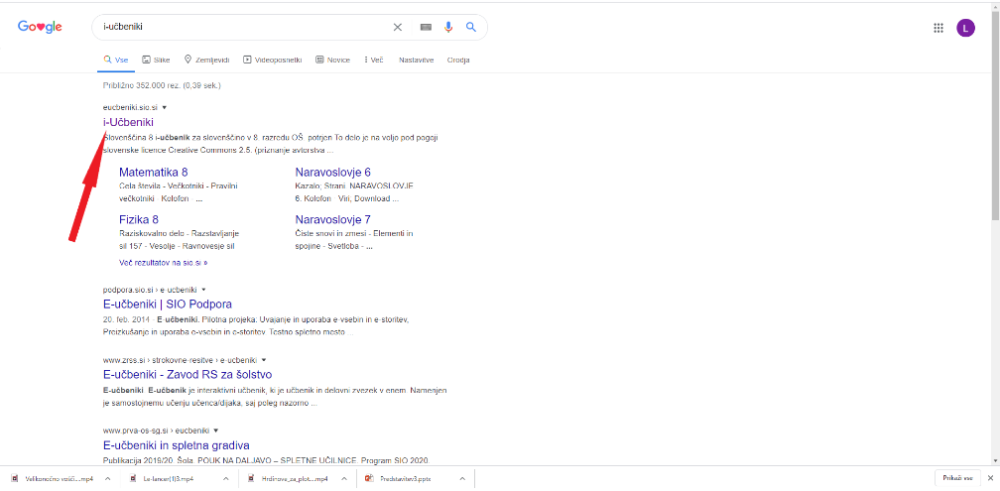 Google
i-učbeniki
L
Vse Slike Zemljevidi Videoposnetki Novice Več Nastavitve Orodja
Približno 352.000 rez. (0,39 sek.)
eucbeniki.sio.si
i-Učbeniki
Slovenščina 8 i-učbenik za slovenščino v 8. razredu OŠ. potrjen To delo je na voljo pod pogoji
slovenske licence Creative Commons 2.5. (priznanje avtorstva ...
Matematika 8
Cela števila - Večkotniki - Pravilni
večkotniki - Kolofon - ...
Naravoslovje 6
Kazalo; Strani. NARAVOSLOVJE
6. Kolofon · Viri, Download ...
Fizika 8
Raziskovalno delo - Razstavljanje
sil 157 - Vesolje - Ravnovesje sil
Naravoslovje 7
Čiste snovi in zmesi - Elementi in
spojine - Svetloba - ...
Več rezultatov na sio.si »
podpora.sio.si › e-ucbeniki
E-učbeniki | SIO Podpora
20. feb. 2014 - E-učbeniki. Pilotna projeka: Uvajanje in uporaba e-vsebin in e-storitev,
Preizkušanje in uporaba e-vsebin in e-storitev. Testno spletno mesto ...
www.zrss.si › strokovne-resitve › e-ucbeniki
E-učbeniki - Zavod RS za šolstvo
E-učbeniki. E-učbenik je interaktivni učbenik, ki je učbenik in delovni zvezek v enem. Namenjen
je samostojnemu učenju učenca/dijaka, saj poleg nazorno ...
www.prva-os-sg.si › eucbeniki
E-učbeniki in spletna gradiva
Publikacija 2019/20. Šola. POUK NA DALJAVO – SPLETNE UČILNICE. Program SIO 2020.
Velikonočno vošči....mp4 Le-lancer(1)3.mp4 Hrdinove_za_plot....mp4 Predstavitev3.pptx Prikaži vse